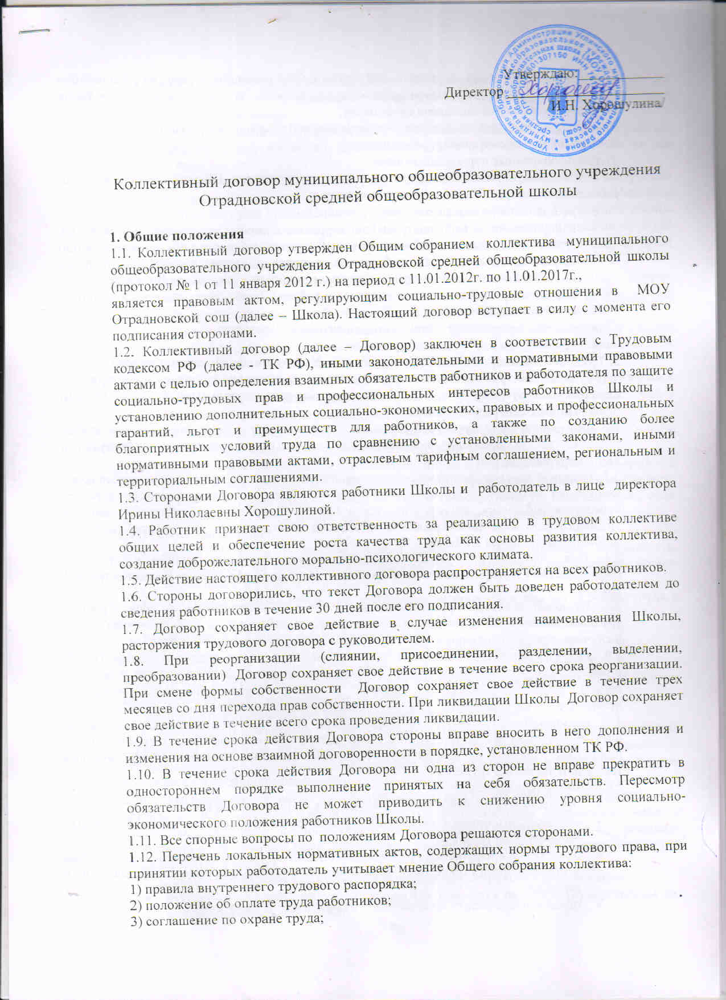 Утверждаю:
Директор
И.Н. Хорошулина/
Коллективный договор муниципального общеобразовательного учреждения
Отрадновской средней общеобразовательной школы
1. Общие положения
1.1. Коллективный договор утвержден Общим собранием коллектива муниципального
общеобразовательного учреждения Отрадновской средней общеобразовательной школы
(протокол № 1 от 11 января 2012 г.) на период с 11.01.2012г. по 11.01.2017г.,
является правовым актом, регулирующим социально-трудовые отношения в МОУ
Отрадновской сош (далее – Школа). Настоящий договор вступает в силу с момента его
подписания сторонами.
1.2. Коллективный договор (далее – Договор) заключен в соответствии с Трудовым
кодексом РФ (далее - ТК РФ), иными законодательными и нормативными правовыми
актами с целью определения взаимных обязательств работников и работодателя по защите
социально-трудовых прав и профессиональных интересов работников Школы и
установлению дополнительных социально-экономических, правовых и профессиональных
гарантий, льгот и преимуществ для работников, а также по созданию более
благоприятных условий труда по сравнению с установленными законами, иными
нормативными правовыми актами, отраслевым тарифным соглашением, региональным и
территориальным соглашениями.
1.3. Сторонами Договора являются работники Школы и работодатель в лице директора
Ирины Николаевны Хорошулиной.
1.4. Работник признает свою ответственность за реализацию в трудовом коллективе
общих целей и обеспечение роста качества труда как основы развития коллектива,
создание доброжелательного морально-психологического климата.
1.5. Действие настоящего коллективного договора распространяется на всех работников.
1.6. Стороны договорились, что текст Договора должен быть доведен работодателем до
сведения работников в течение 30 дней после его подписания.
1.7. Договор сохраняет свое действие в случае изменения наименования Школы,
расторжения трудового договора с руководителем.
1.8. При реорганизации (слиянии, присоединении, разделении, выделении,
преобразовании) Договор сохраняет свое действие в течение всего срока реорганизации.
При смене формы собственности Договор сохраняет свое действие в течение трех
месяцев со дня перехода прав собственности. При ликвидации Школы Договор сохраняет
свое действие в течение всего срока проведения ликвидации.
1.9. В течение срока действия Договора стороны вправе вносить в него дополнения и
изменения на основе взаимной договоренности в порядке, установленном ТК РФ.
1.10. В течение срока действия Договора ни одна из сторон не вправе прекратить в
одностороннем порядке выполнение принятых на себя обязательств. Пересмотр
обязательств Договора не может приводить к снижению уровня социально-
экономического положения работников Школы.
1.11. Все спорные вопросы по положениям Договора решаются сторонами.
1.12. Перечень локальных нормативных актов, содержащих нормы трудового права, при
принятии которых работодатель учитывает мнение Общего собрания коллектива:
1) правила внутреннего трудового распорядка;
2) положение об оплате труда работников;
3) соглашение по охране труда;